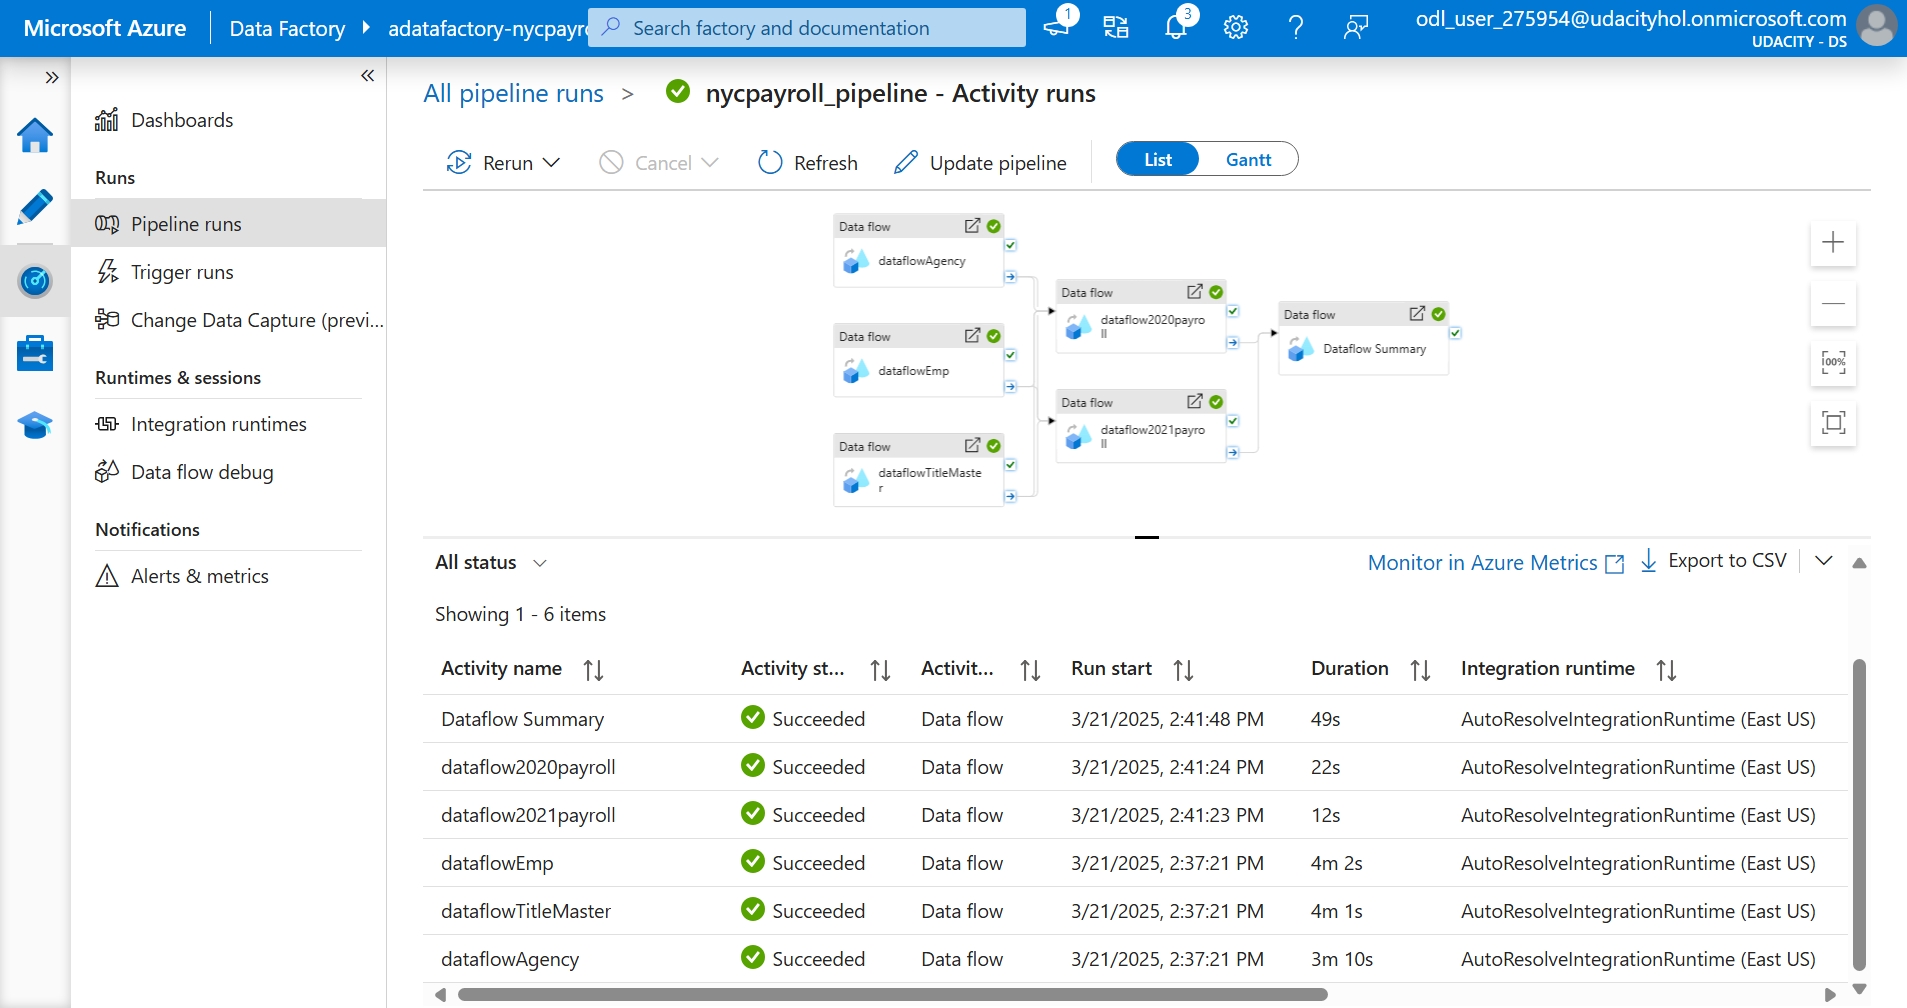 Microsoft Azure
Data Factory
adatafactory-nycpayro
Search factory and documentation
1
3
odl_user_275954@udacityhol.onmicrosoft.com
UDACITY - DS
Dashboards
Runs
Pipeline runs
Trigger runs
Change Data Capture (previ...
Runtimes & sessions
Integration runtimes
Data flow debug
Notifications
Alerts & metrics
All pipeline runs > nycpayroll_pipeline - Activity runs
Rerun Cancel Refresh Update pipeline List Gantt
Data flow
dataflowAgency
Data flow
dataflowEmp
Data flow
dataflowTitleMaste
r
Data flow
dataflow2020payro
ll
Data flow
dataflow2021payro
ll
Data flow
Dataflow Summary
100%
All status Monitor in Azure Metrics Export to CSV
Showing 1 - 6 items
Activity name Activity st... Activit... Run start Duration Integration runtime
Dataflow Summary Succeeded Data flow 3/21/2025, 2:41:48 PM 49s AutoResolveIntegrationRuntime (East US)
dataflow2020payroll Succeeded Data flow 3/21/2025, 2:41:24 PM 22s AutoResolveIntegrationRuntime (East US)
dataflow2021payroll Succeeded Data flow 3/21/2025, 2:41:23 PM 12s AutoResolveIntegrationRuntime (East US)
dataflowEmp Succeeded Data flow 3/21/2025, 2:37:21 PM 4m 2s AutoResolveIntegrationRuntime (East US)
dataflowTitleMaster Succeeded Data flow 3/21/2025, 2:37:21 PM 4m 1s AutoResolveIntegrationRuntime (East US)
dataflowAgency Succeeded Data flow 3/21/2025, 2:37:21 PM 3m 10s AutoResolveIntegrationRuntime (East US)